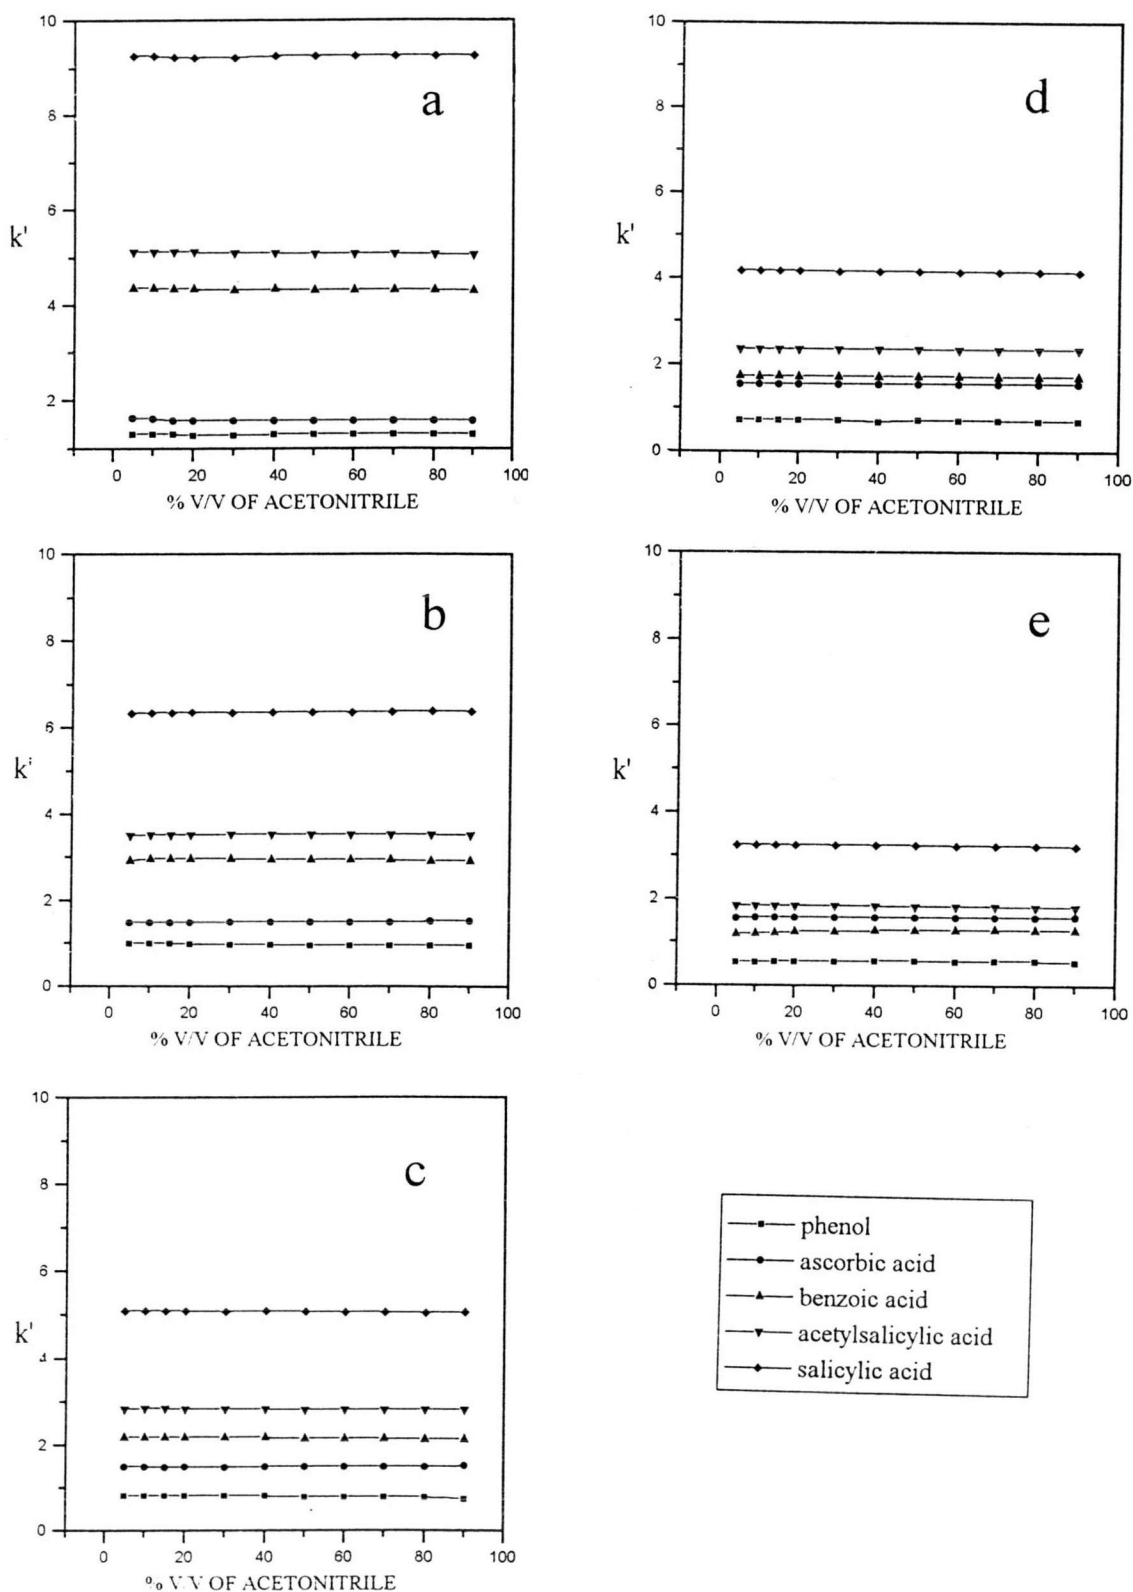 10
8
6
4
2
k'
a
0 20 40 60 80 100
% V/V OF ACETONITRILE
10
8
6
4
2
0
k'
d
0 20 40 60 80 100
% V/V OF ACETONITRILE
10
8
6
4
2
0
k'
b
0 20 40 60 80 100
% V/V OF ACETONITRILE
10
8
6
4
2
0
k'
e
0 20 40 60 80 100
% V/V OF ACETONITRILE
10
8
6
4
2
0
k'
c
0 20 40 60 80 100
% V/V OF ACETONITRILE
phenol
ascorbic acid
benzoic acid
acetylsalicylic acid
salicylic acid